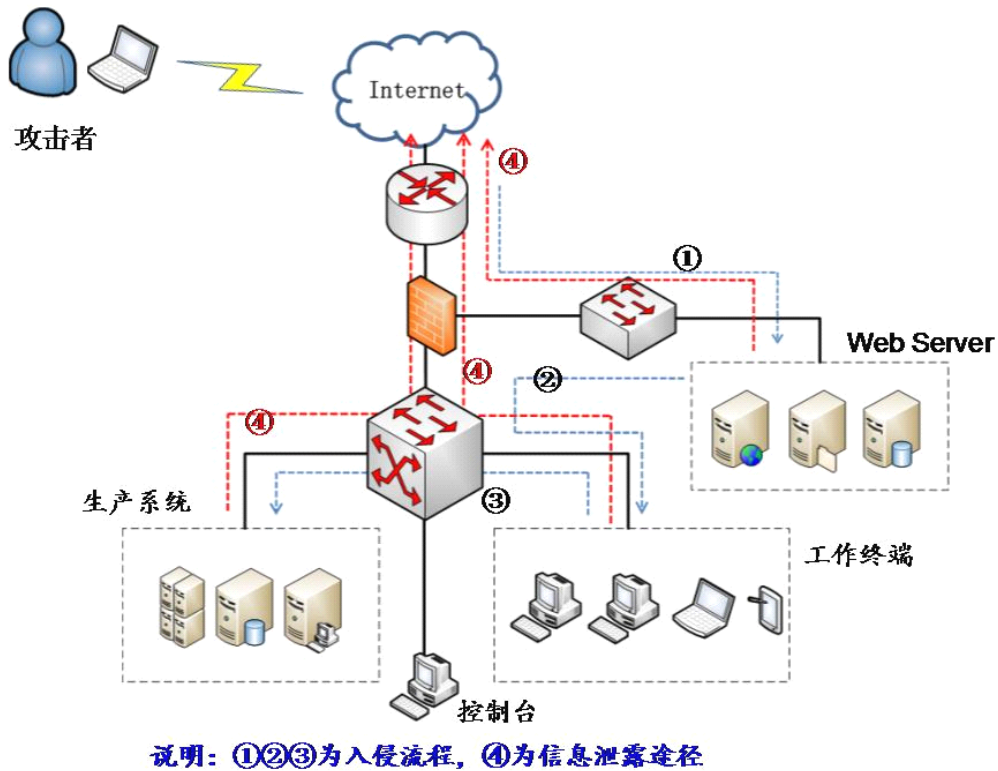 Internet
攻击者
④
①
Web Server
④
②
④
③
生产系统
工作终端
控制台
说明：①②③为入侵流程，④为信息泄露途径